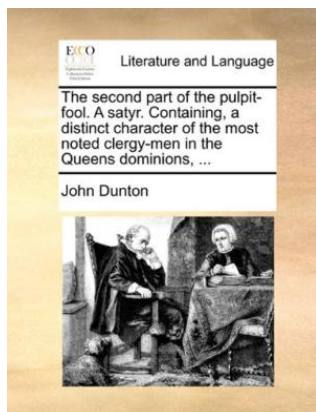 ECCO
Literature and Language
The second part of the pulpit-
fool. A satyr. Containing, a
distinct character of the most
noted clergy-men in the
Queens dominions, ...
John Dunton